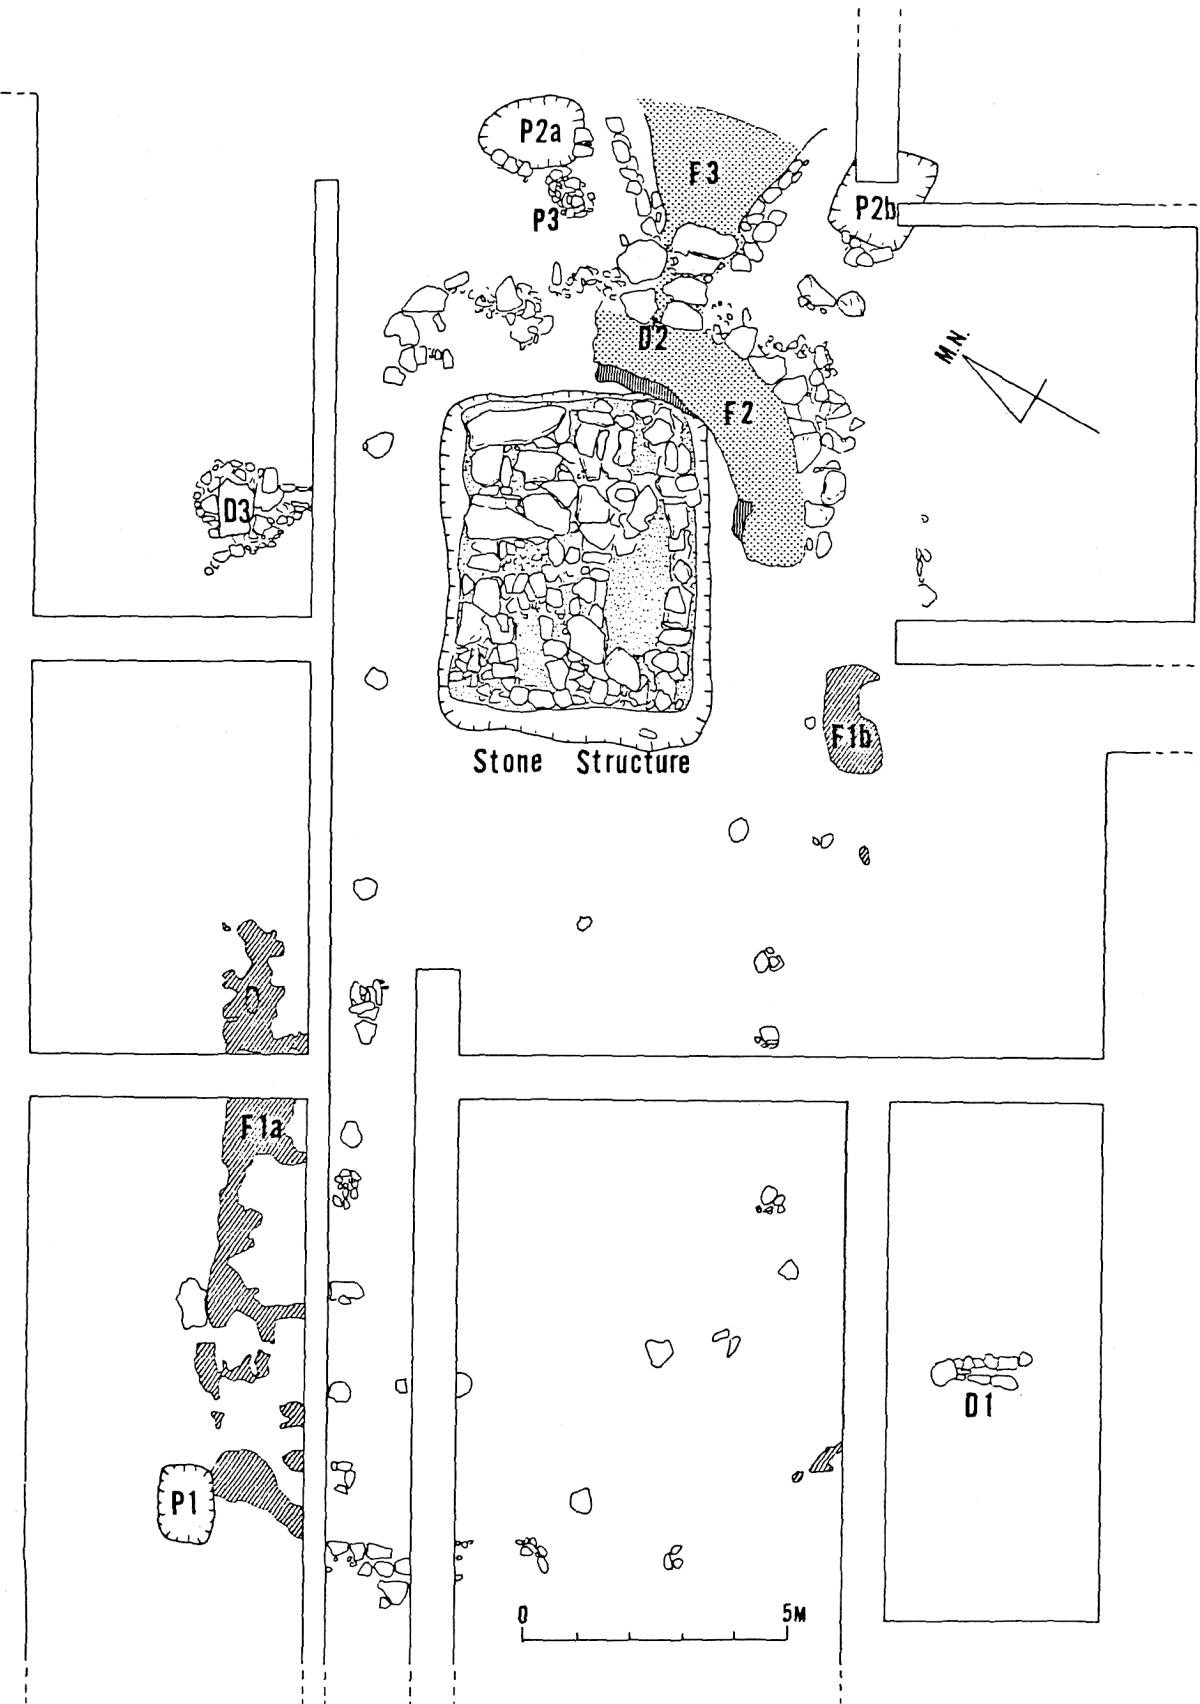 P2a
F3
P3
P2b
D2
M.N.
F2
D3
F1b
Stone Structure
D
F1a
D1
P1
0 5M